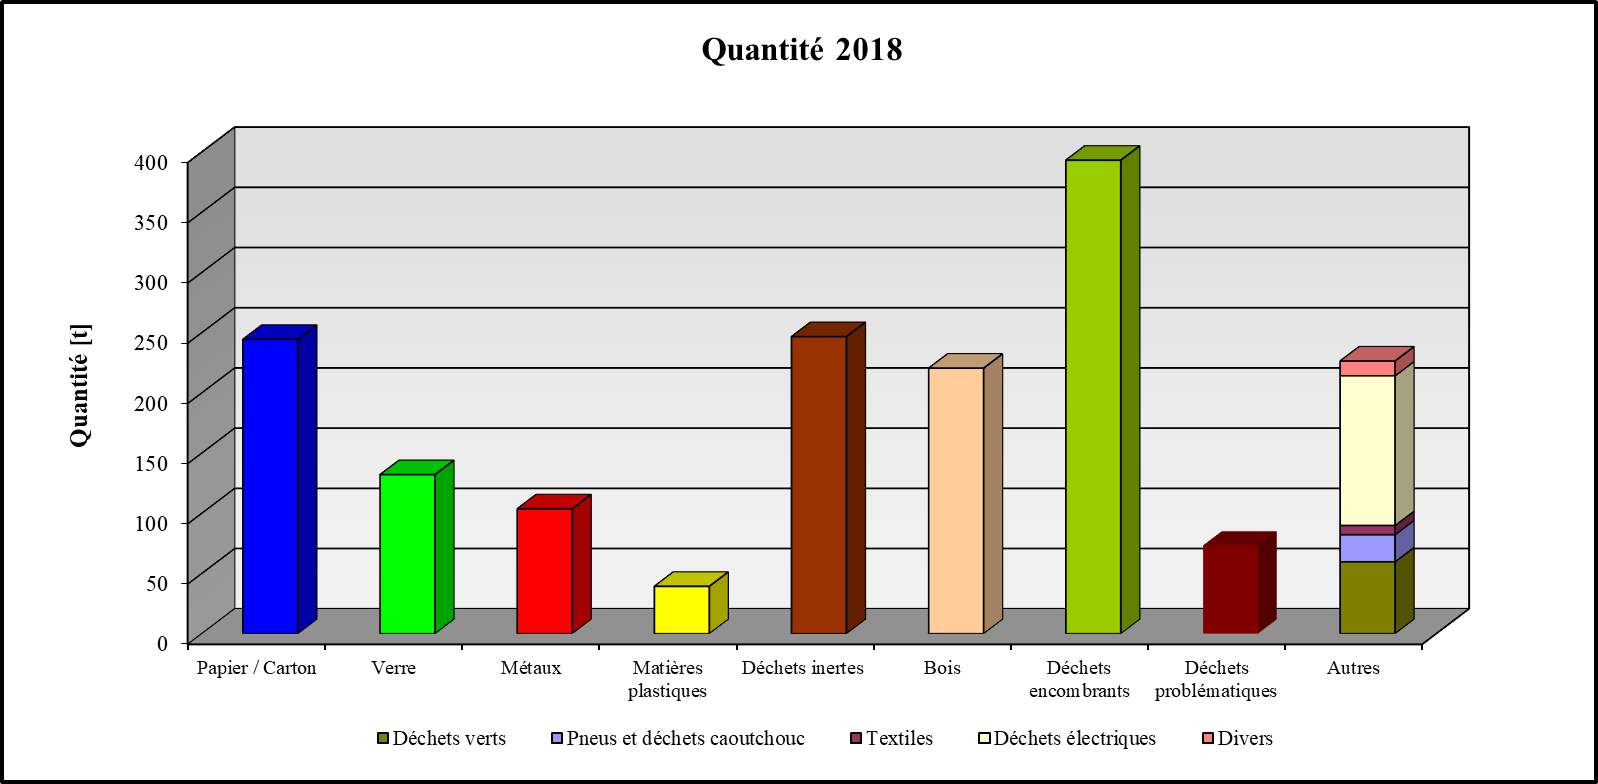 Quantité 2018
Quantité [t]
400
350
300
250
200
150
100
50
0
Papier / Carton
Verre
Métaux
Matières
plastiques
Déchets inertes
Bois
Déchets
encombrants
Déchets
problématiques
Autres
Déchets verts
Pneus et déchets caoutchouc
Textiles
Déchets électriques
Divers